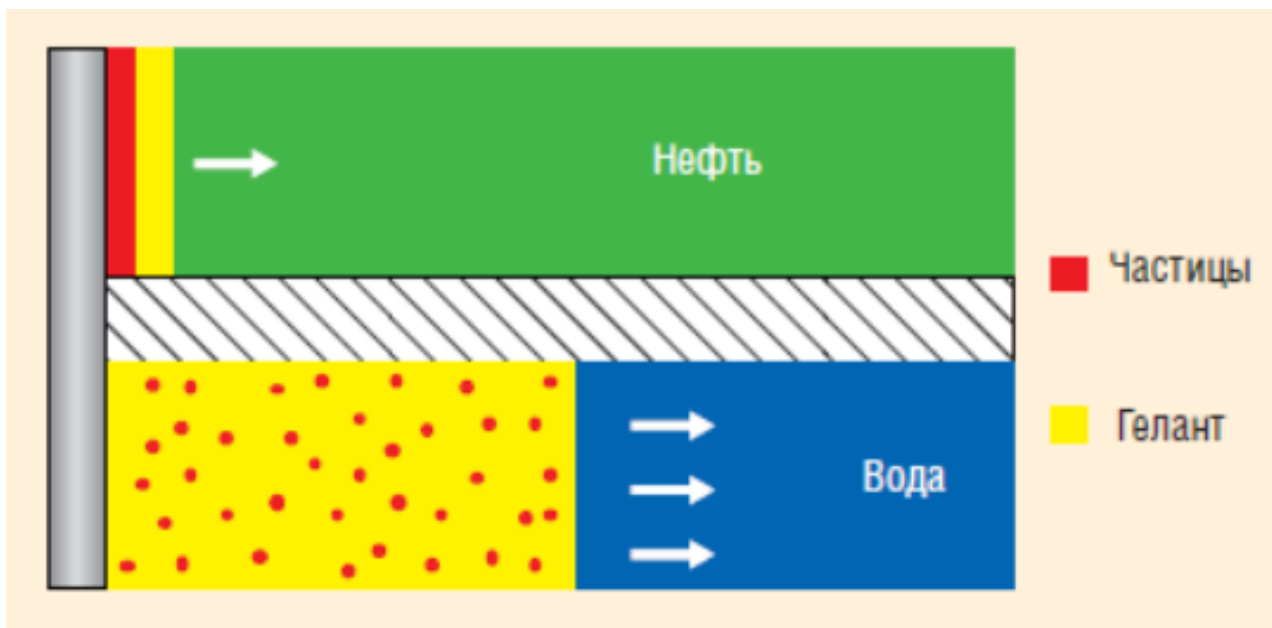 Нефть
Частицы
Гелант
Вода